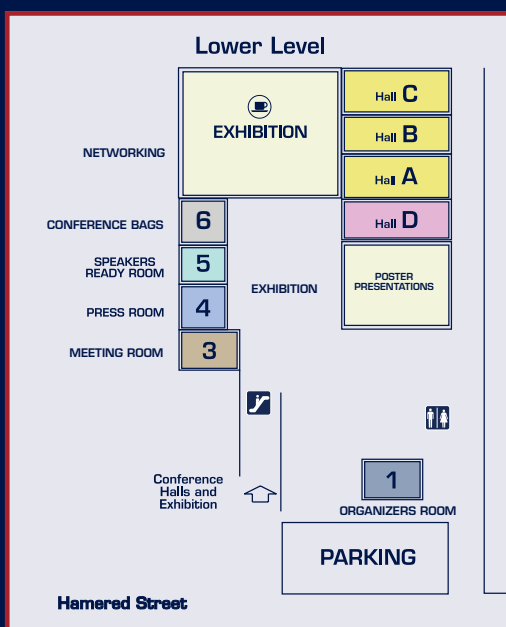 Lower Level
EXHIBITION
Hall C
Hall B
Hall A
Hall D
NETWORKING
CONFERENCE BAGS
6
SPEAKERS
READY ROOM
5
EXHIBITION
POSTER
PRESENTATIONS
PRESS ROOM
4
MEETING ROOM
3
Conference
Halls and
Exhibition
1
ORGANIZERS ROOM
PARKING
Hamered Street